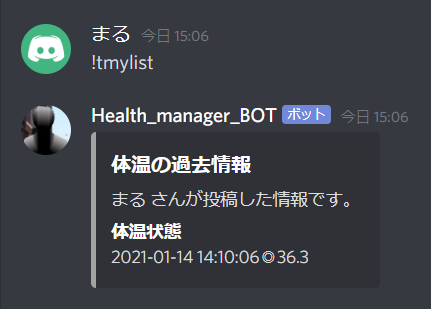 まる 今日 15:06
!tmylist
Health_manager_BOT ボット 今日 15:06
体温の過去情報
まる さんが投稿した情報です。
体温状態
2021-01-14 14:10:06◎36.3